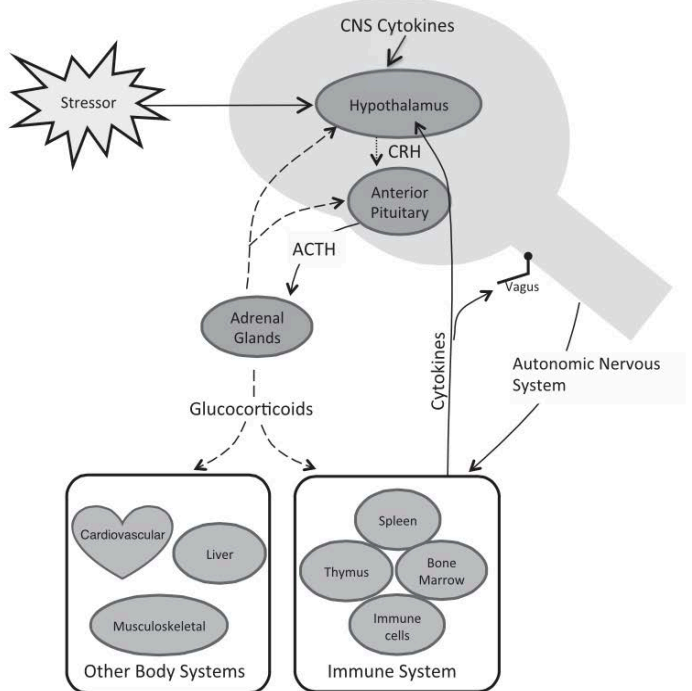 CNS Cytokines
Stressor
Hypothalamus
CRH
Anterior
Pituitary
ACTH
Vagus
Adrenal
Glands
Cytokines
Autonomic Nervous
System
Glucocorticoids
Cardiovascular
Liver
Musculoskeletal
Other Body Systems
Spleen
Thymus
Bone
Marrow
Immune
cells
Immune System